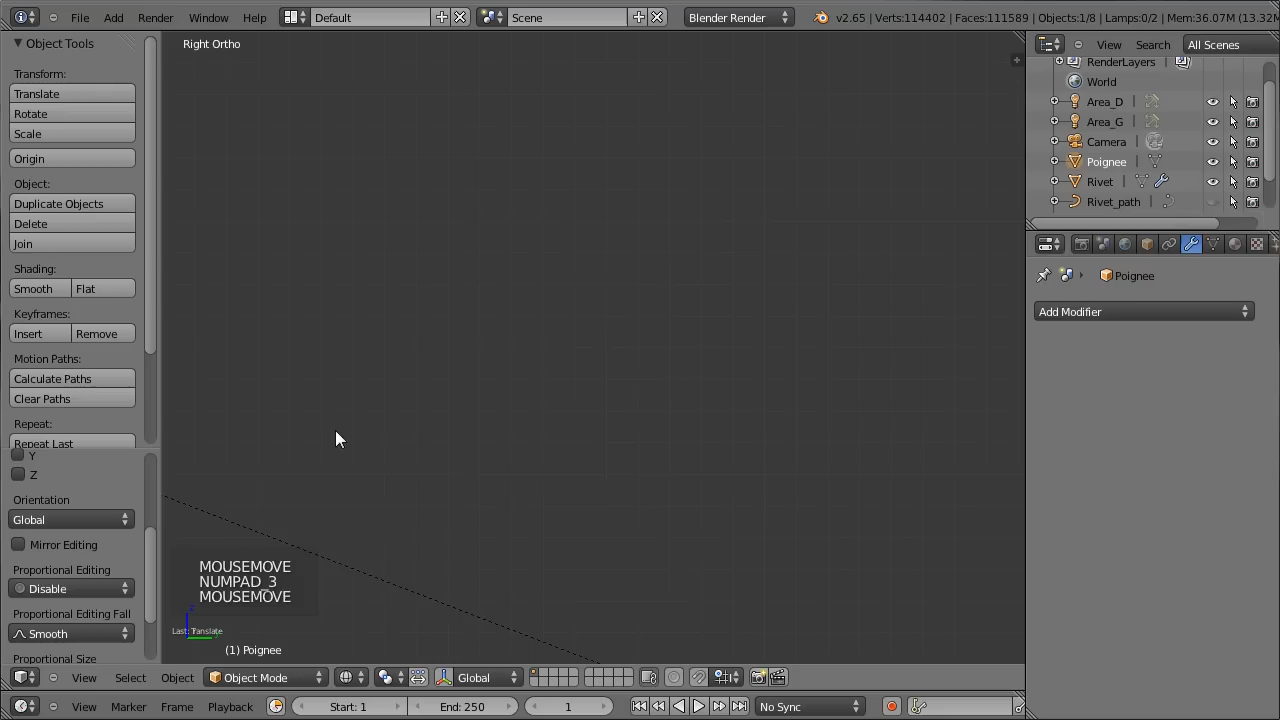 File Add Render Window Help Default Scene Blender Render v2.65 | Verts:114402 | Faces:111589 | Objects:1/8 | Lamps:0/2 | Mem:36.07M (13.32M
Object Tools
Transform:
Translate
Rotate
Scale
Origin
Object:
Duplicate Objects
Delete
Join
Shading:
Smooth Flat
Keyframes:
Insert Remove
Motion Paths:
Calculate Paths
Clear Paths
Repeat:
Repeat Last
Y
Z
Orientation
Global
Mirror Editing
Proportional Editing
Disable
Proportional Editing Fall
Smooth
Proportional Size
Right Ortho
MOUSEMOVE
NUMPAD_3
MOUSEMOVE
Last: Translate
(1) Poignee
View Search All Scenes
RenderLayers
World
Area_D
Area_G
Camera
Poignee
Rivet
Rivet_path
Poignee
Add Modifier
View Select Object Object Mode Global
View Marker Frame Playback Start: 1 End: 250 1 No Sync